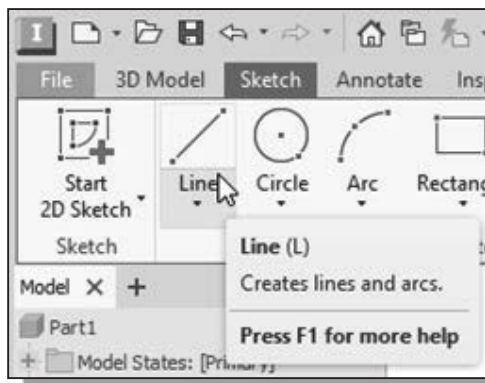 I
File 3D Model Sketch Annotate Ins
Start
2D Sketch
Line Circle Arc Rectang
Sketch
Line (L)
Creates lines and arcs.
Press F1 for more help
Model X +
Part1
+ Model States: [Primary]